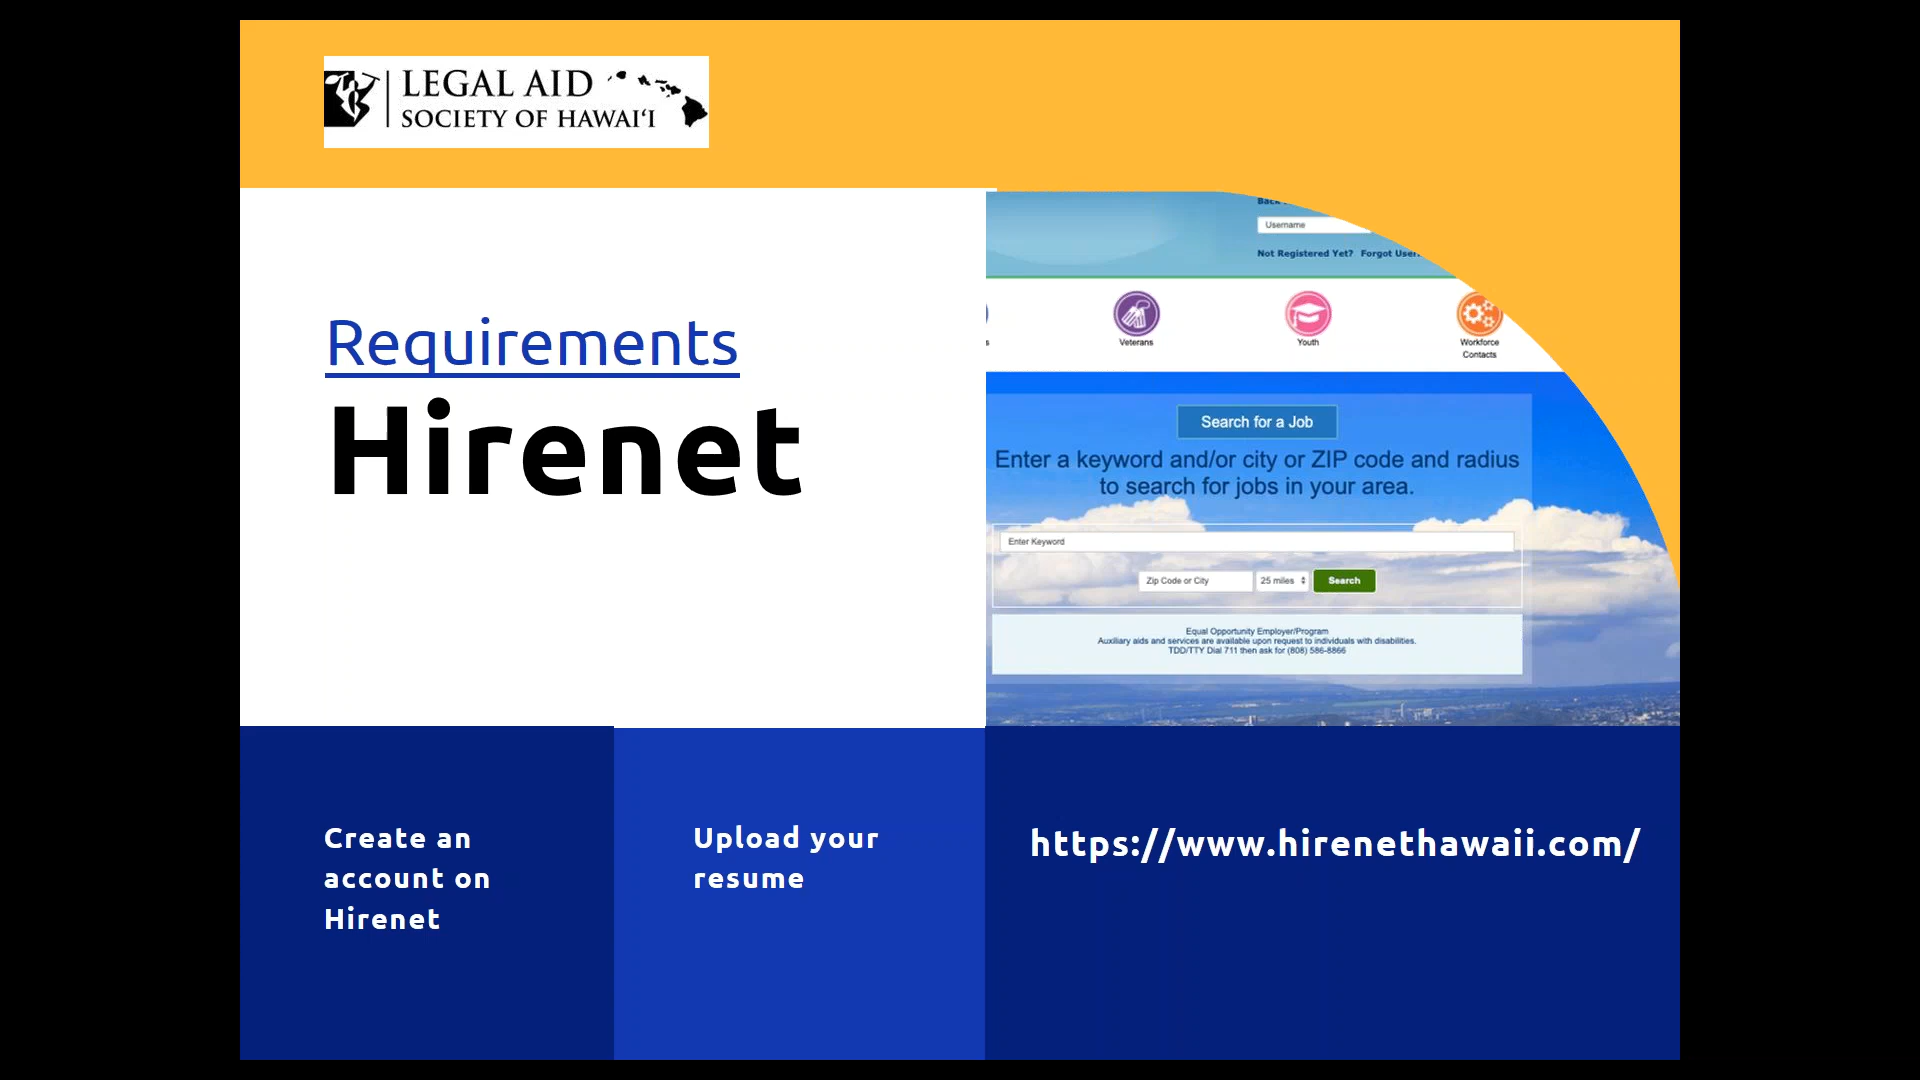 LEGAL AID
SOCIETY OF HAWAIʻI
Requirements
Hirenet
Username
Not Registered Yet? Forgot
Veterans
Youth
Workforce
Contacts
Search for a Job
Enter a keyword and/or city or ZIP code and radius
to search for jobs in your area.
Enter Keyword
Zip Code or City
25 miles
Search
Equal Opportunity Employer/Program
Auxiliary aids and services are available upon request to individuals with disabilities.
TDD/TTY Dial 711 then ask for (808) 586-8866
Create an
account on
Hirenet
Upload your
resume
https://www.hirenethawaii.com/